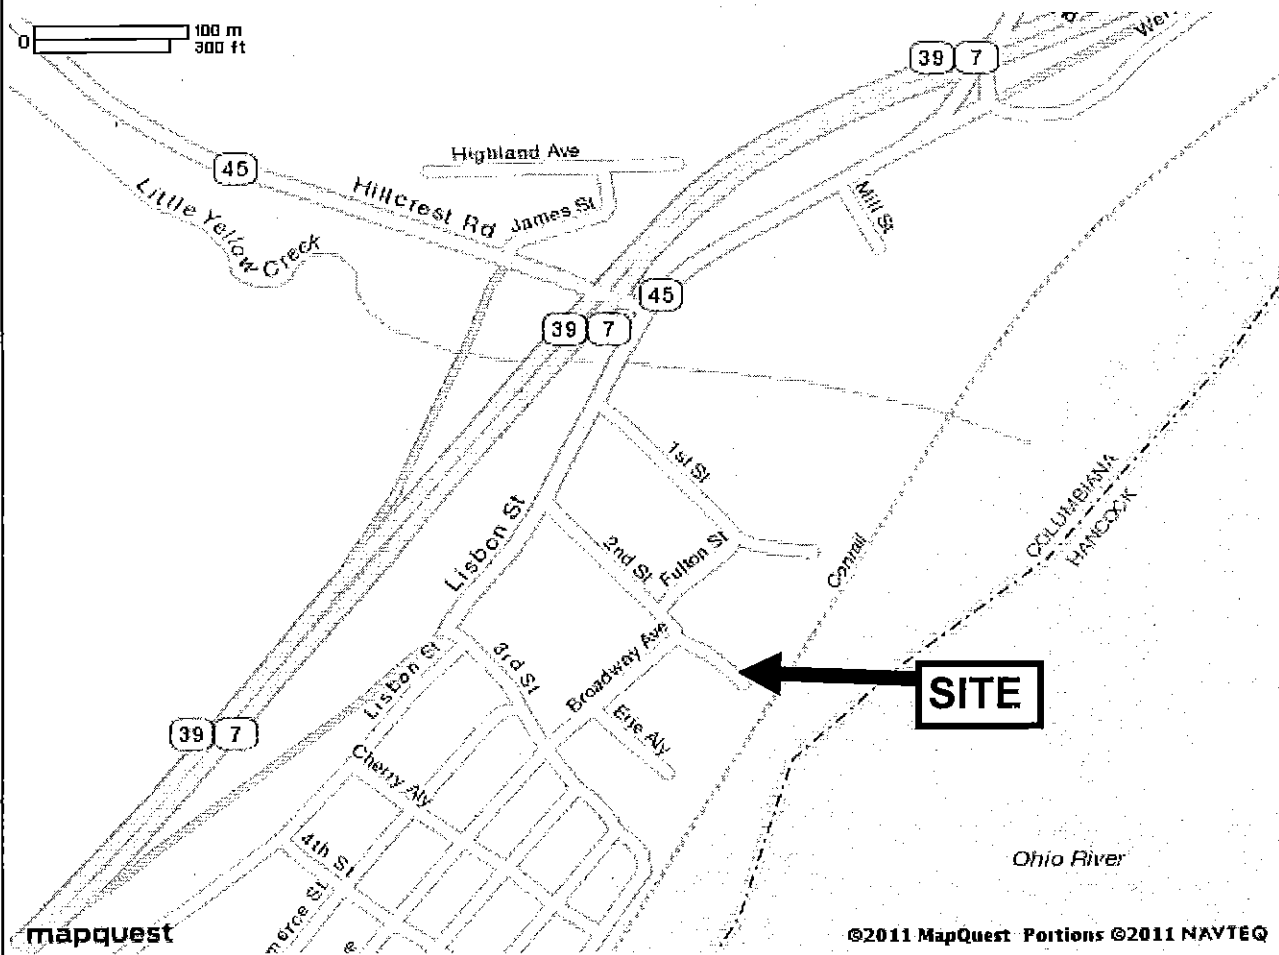 100 m
0
300 ft
39 7
Highland Ave
45
Hillcrest Rd
James St
Little Yellow Creek
Mill St
45
39 7
1st St
COLUMBIANA
HANCOCK
Lisbon St
2nd St
Fulton St
Conrail
3rd St
Broadway Ave
Lisbon St
SITE
Erie Aly
39 7
Cherry Aly
4th St
Ohio River
merce St
e
mapquest
©2011 MapQuest Portions ©2011 NAVTEQ